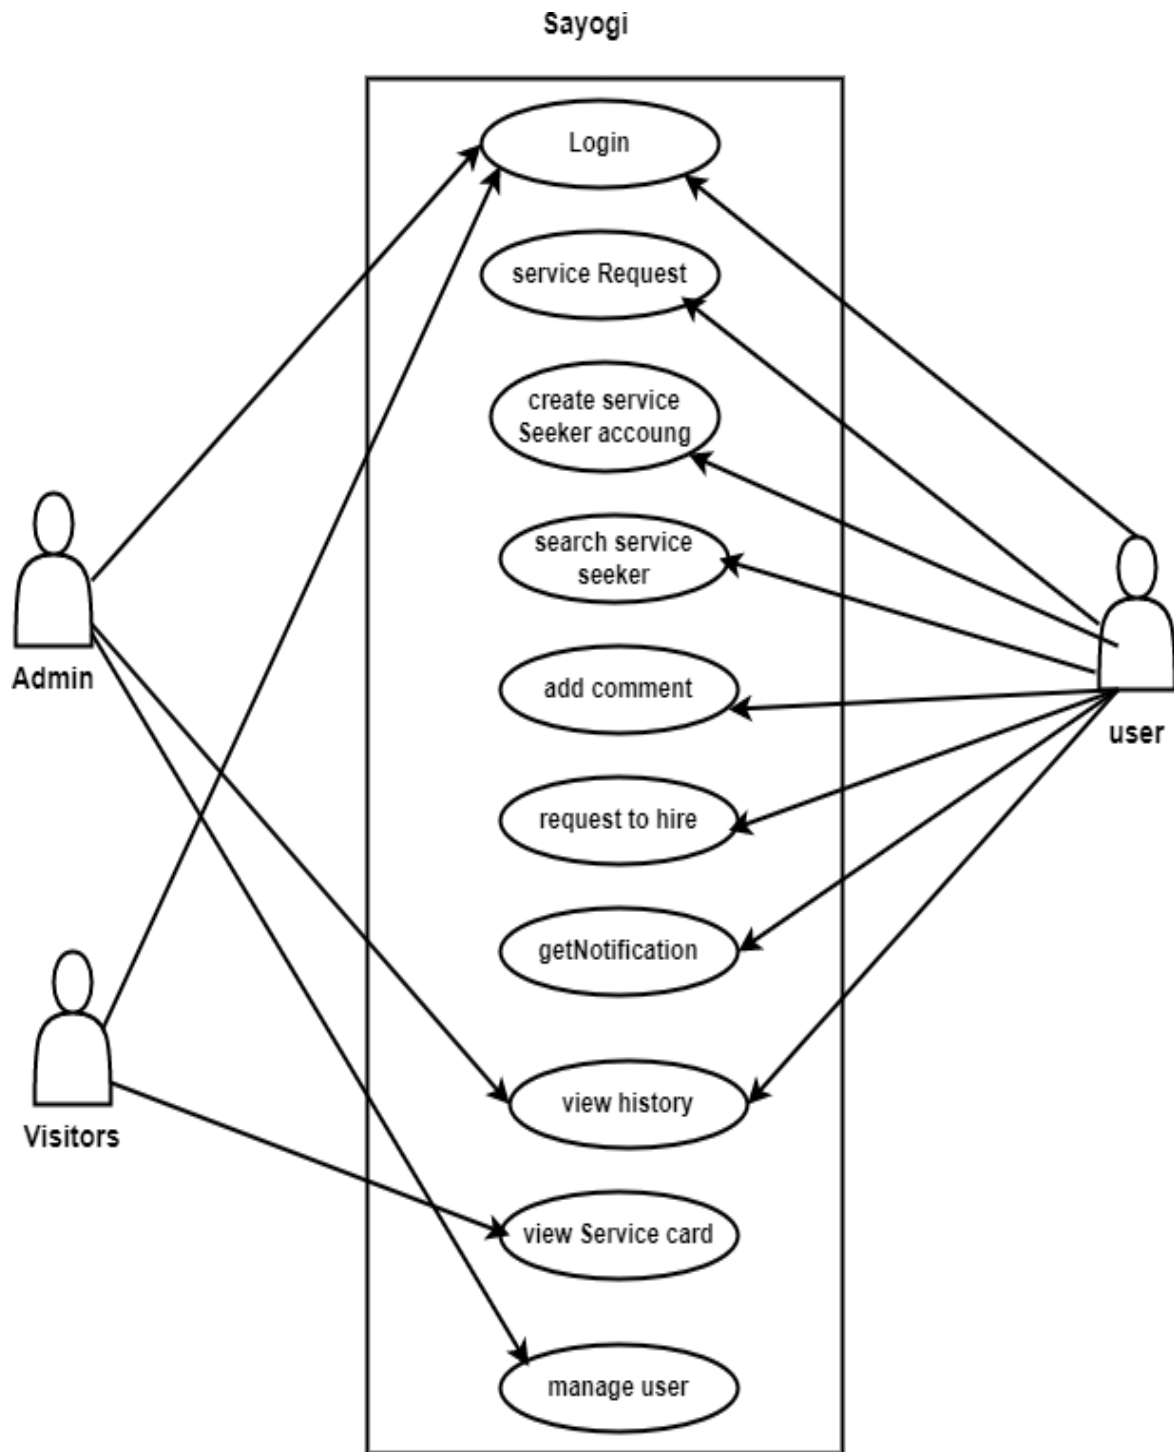 Sayogi
Login
service Request
create service
Seeker accoung
search service
seeker
Admin
add comment
user
request to hire
getNotification
view history
Visitors
view Service card
manage user